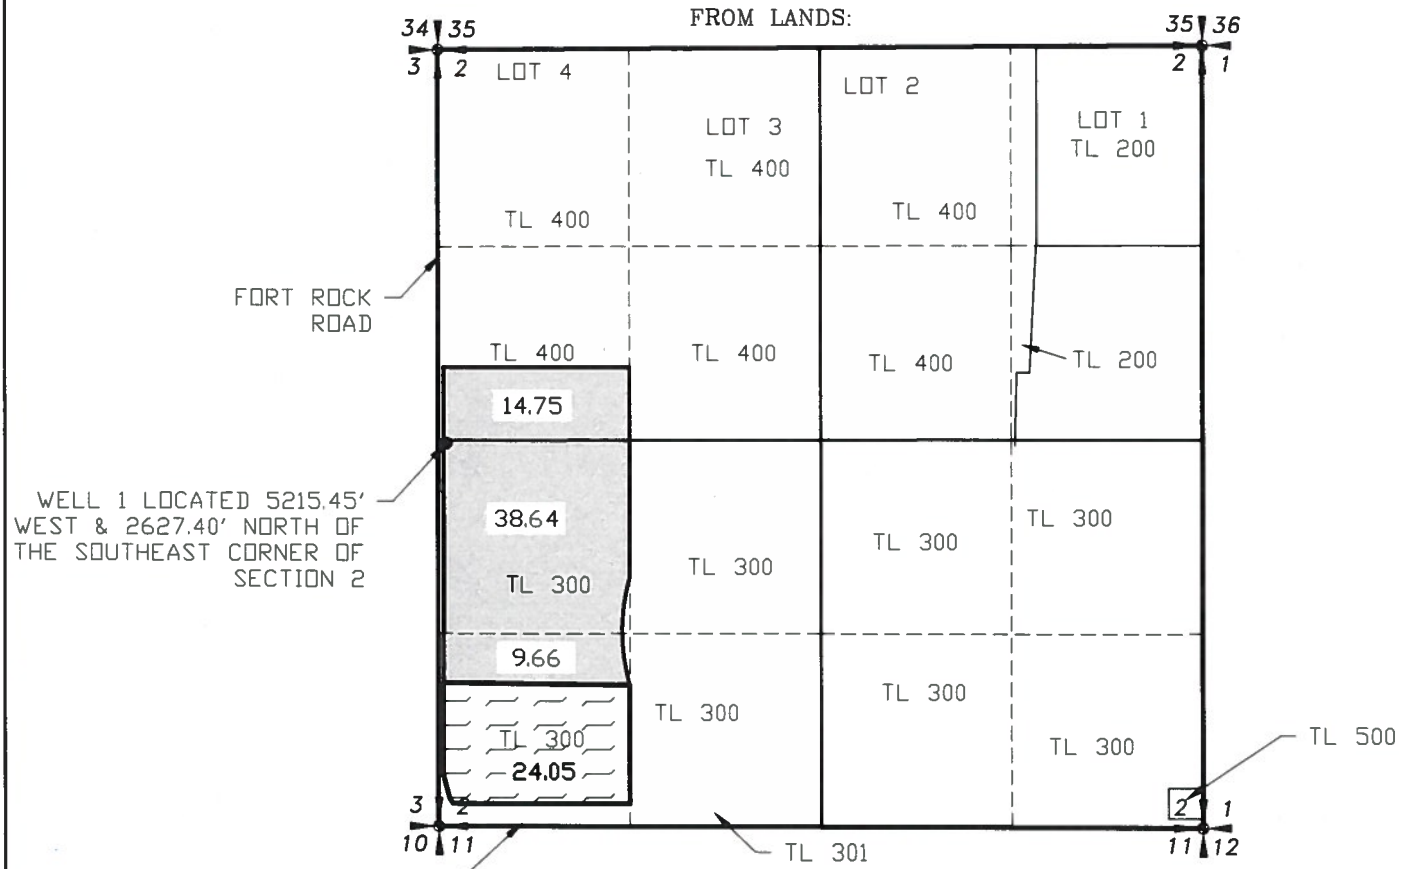 FROM LANDS:
34 35
35 36
3 2
2 1
LOT 4
LOT 2
LOT 1
TL 200
LOT 3
TL 400
TL 400
TL 400
FORT ROCK
ROAD
TL 400
TL 400
TL 400
TL 200
14.75
WELL 1 LOCATED 5215.45'
WEST & 2627.40' NORTH OF
THE SOUTHEAST CORNER OF
SECTION 2
38.64
TL 300
TL 300
TL 300
TL 300
9.66
TL 300
TL 300
TL 300
24.05
TL 300
TL 500
3 2
2 1
10 11
11 12
TL 301